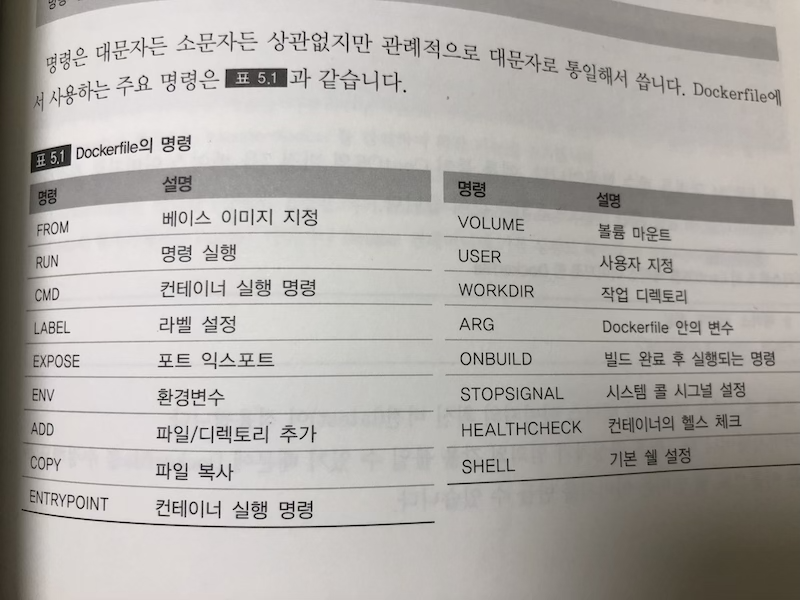 명령은 대문자든 소문자든 상관없지만 관례적으로 대문자로 통일해서 씁니다. Dockerfile에
서 사용하는 주요 명령은 표 5.1 과 같습니다.
표 5.1 Dockerfile의 명령
명령 설명
FROM 베이스 이미지 지정
RUN 명령 실행
CMD 컨테이너 실행 명령
LABEL 라벨 설정
EXPOSE 포트 익스포트
ENV 환경변수
ADD 파일/디렉토리 추가
COPY 파일 복사
ENTRYPOINT 컨테이너 실행 명령
명령 설명
VOLUME 볼륨 마운트
USER 사용자 지정
WORKDIR 작업 디렉토리
ARG Dockerfile 안의 변수
ONBUILD 빌드 완료 후 실행되는 명령
STOPSIGNAL 시스템 콜 시그널 설정
HEALTHCHECK 컨테이너의 헬스 체크
SHELL 기본 쉘 설정